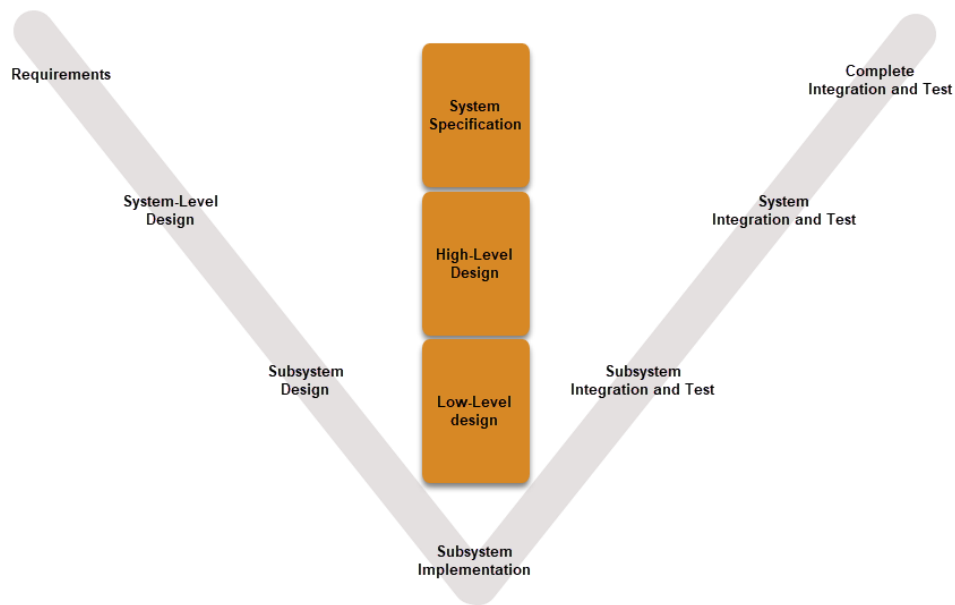 Requirements
System-Level
Design
Subsystem
Design
Subsystem
Implementation
System
Specification
High-Level
Design
Low-Level
design
Subsystem
Integration and Test
System
Integration and Test
Complete
Integration and Test